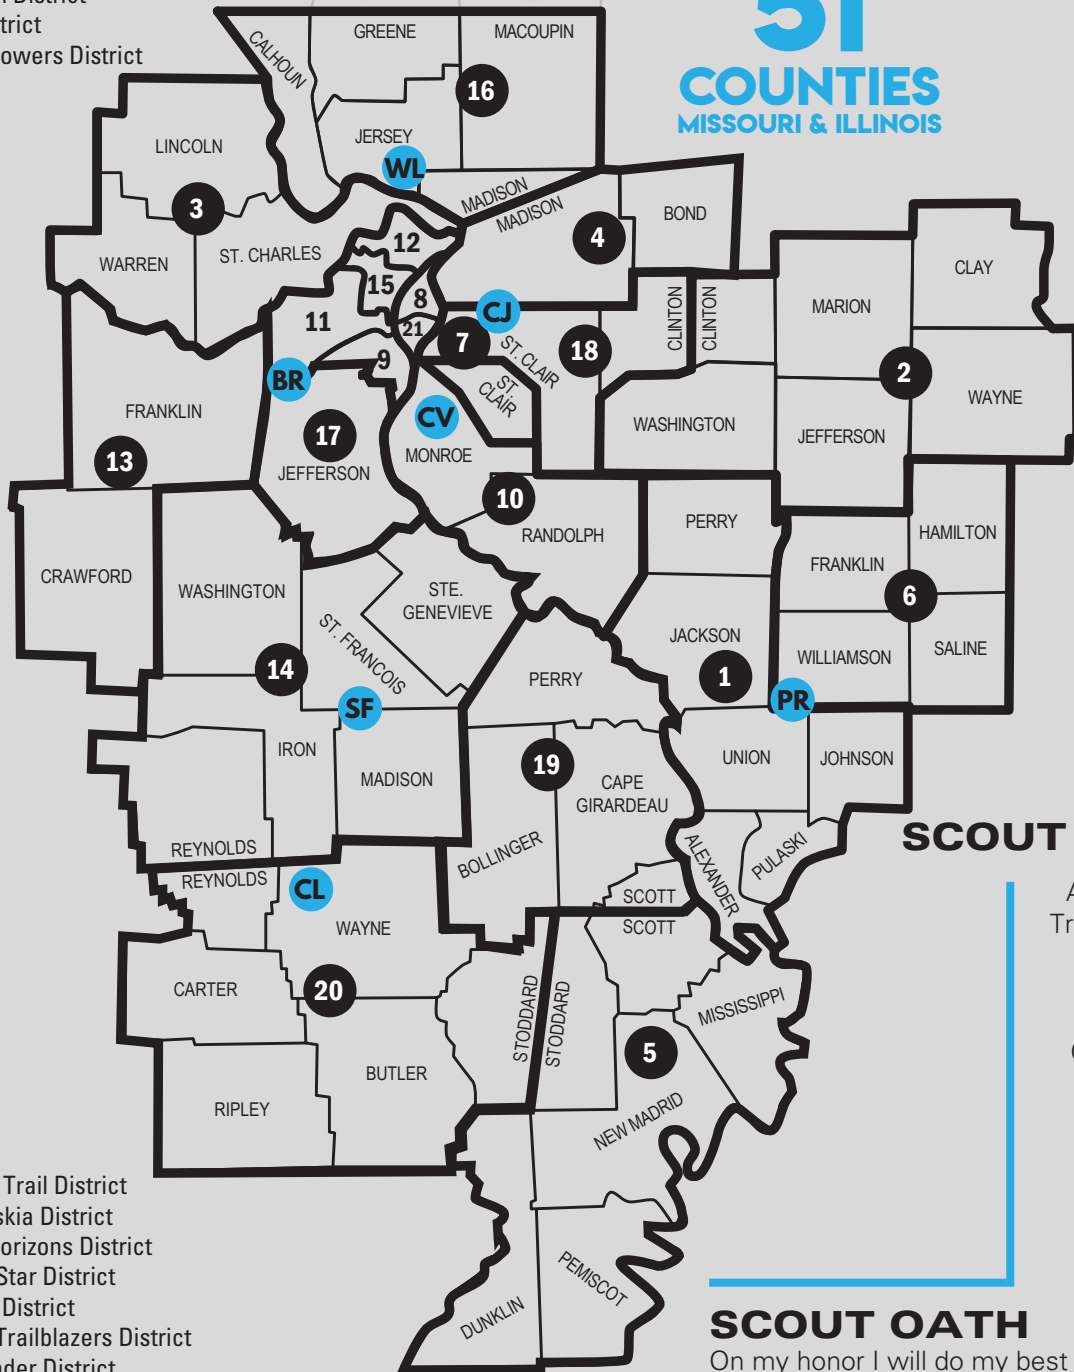 District
strict
owers District
51
COUNTIES
MISSOURI & ILLINOIS
CALHOUN
GREENE
MACOUPIN
16
JERSEY
WL
LINCOLN
3
WARREN
ST. CHARLES
MADISON
MADISON
4
BOND
CLAY
12
15
8
11
21
9
CJ
7
ST. CLAIR
ST. CLAIR
18
CLINTON
CLINTON
MARION
2
WAYNE
BR
CV
FRANKLIN
13
17
JEFFERSON
MONROE
WASHINGTON
JEFFERSON
10
RANDOLPH
PERRY
HAMILTON
FRANKLIN
6
CRAWFORD
WASHINGTON
ST. FRANCOIS
STE.
GENEVIEVE
JACKSON
1
WILLIAMSON
SALINE
14
SF
PERRY
PR
IRON
MADISON
19
CAPE
GIRARDEAU
UNION
JOHNSON
REYNOLDS
REYNOLDS
BOLLINGER
ALEXANDER
PULASKI
SCOUT
CL
WAYNE
SCOTT
SCOTT
Tr
CARTER
20
STODDARD
STODDARD
MISSISSIPPI
5
BUTLER
RIPLEY
NEW MADRID
PEMISCOT
DUNKLIN
Trail District
skia District
orizons District
Star District
District
Trailblazers District
nder District
SCOUT OATH
On my honor I will do my best